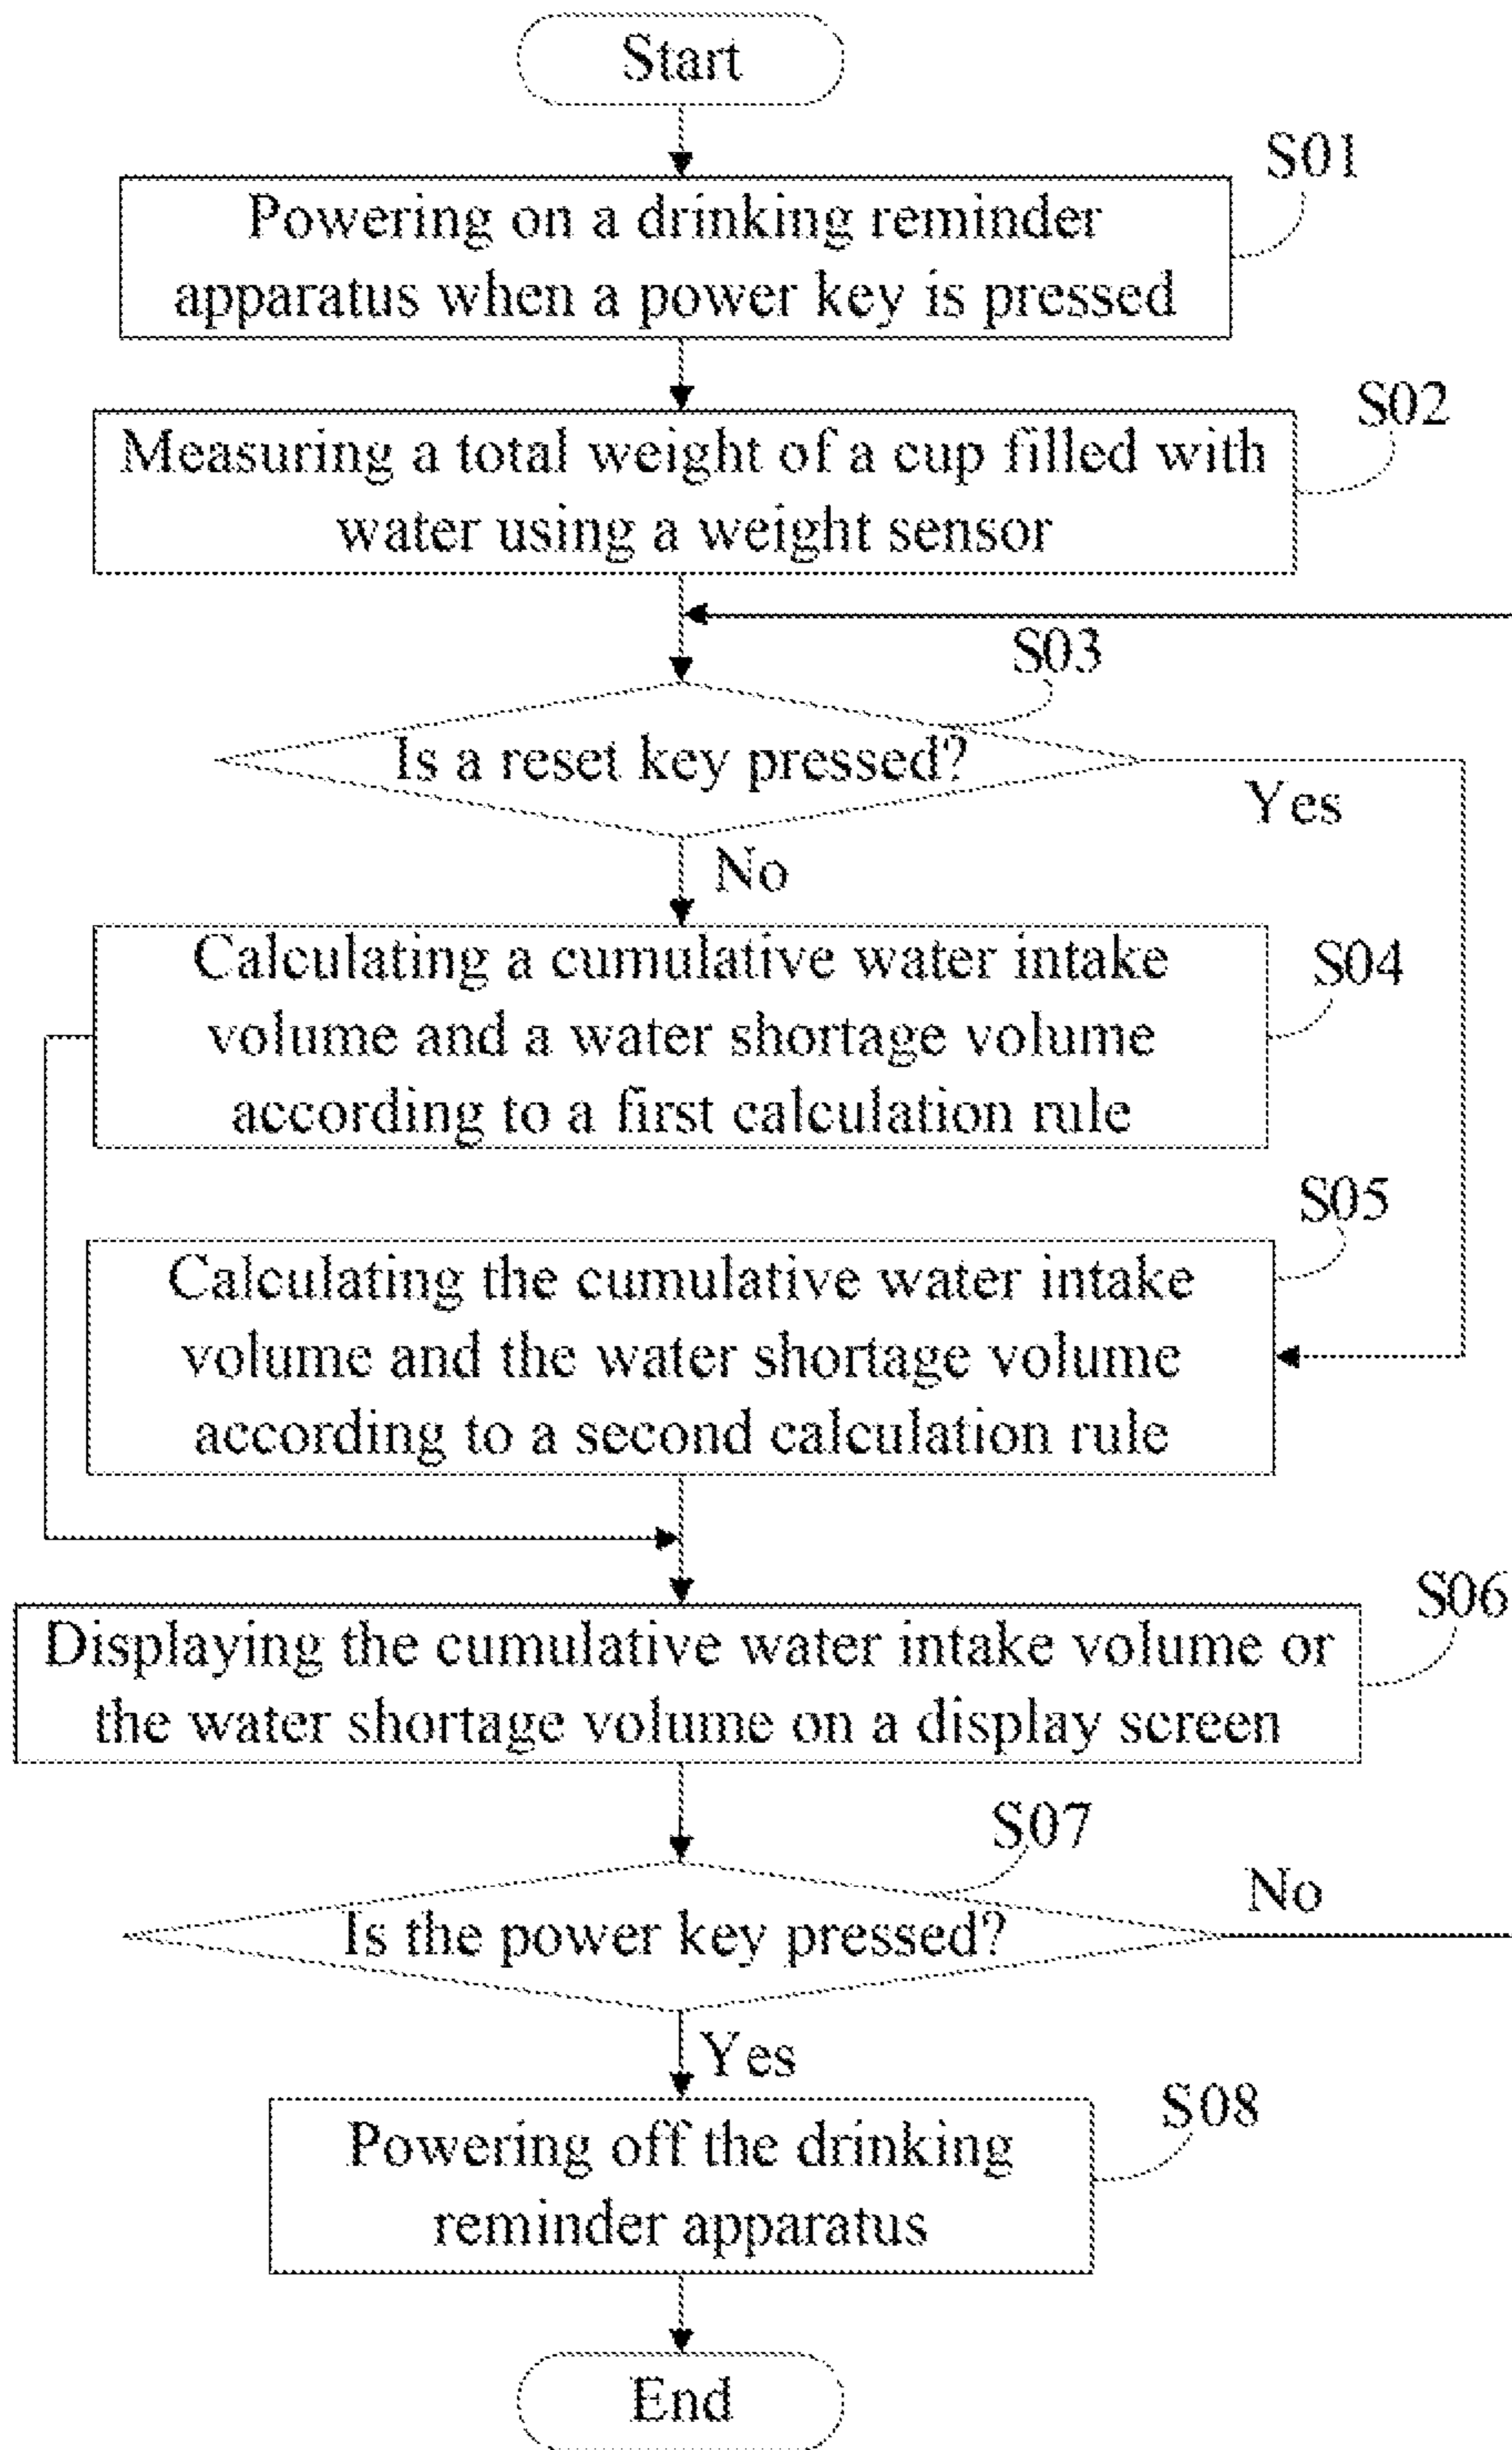 Start
S01
Powering on a drinking reminder
apparatus when a power key is pressed
S02
Measuring a total weight of a cup filled with
water using a weight sensor
S03
Is a reset key pressed?
Yes
No
Calculating a cumulative water intake
volume and a water shortage volume
according to a first calculation rule
S04
S05
Calculating the cumulative water intake
volume and the water shortage volume
according to a second calculation rule
S06
Displaying the cumulative water intake volume or
the water shortage volume on a display screen
S07
Is the power key pressed?
No
Yes
S08
Powering off the drinking
reminder apparatus
End